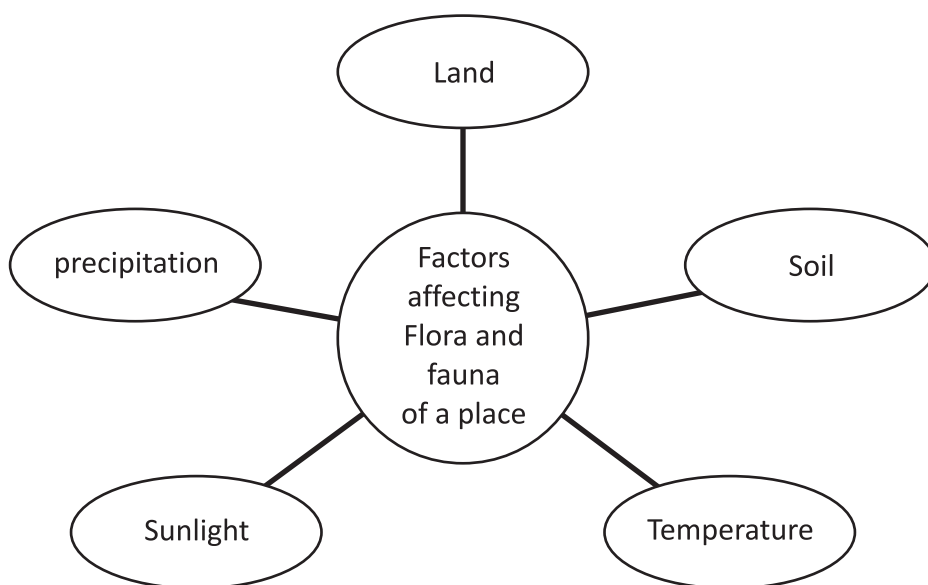 Land
precipitation
Factors
affecting
Flora and
fauna
of a place
Soil
Sunlight
Temperature